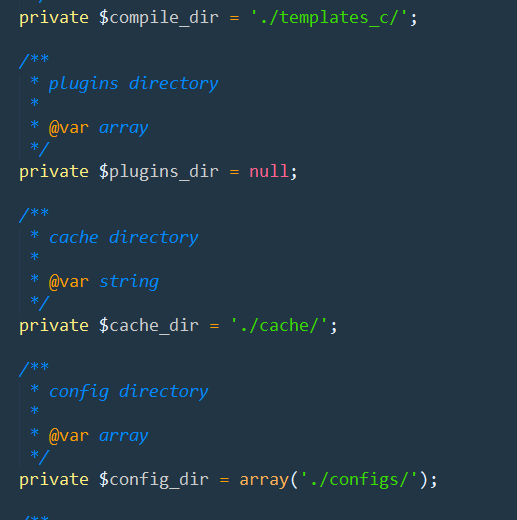 private $compile_dir = './templates_c/';
/**
* plugins directory
*
* @var array
*/
private $plugins_dir = null;
/**
* cache directory
*
* @var string
*/
private $cache_dir = './cache/';
/**
* config directory
*
* @var array
*/
private $config_dir = array('./configs/');
/**